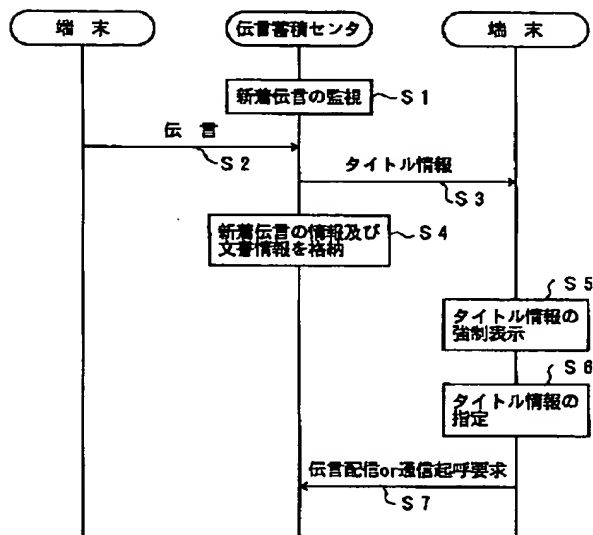 端 末
伝言蓄積センタ
端 末
新着伝言の監視
S1
伝 言
S2
タイトル情報
S3
新着伝言の情報及び
文書情報を格納
S4
S5
タイトル情報の
強制表示
S6
タイトル情報の
指定
伝言配信or通信起呼要求
S7